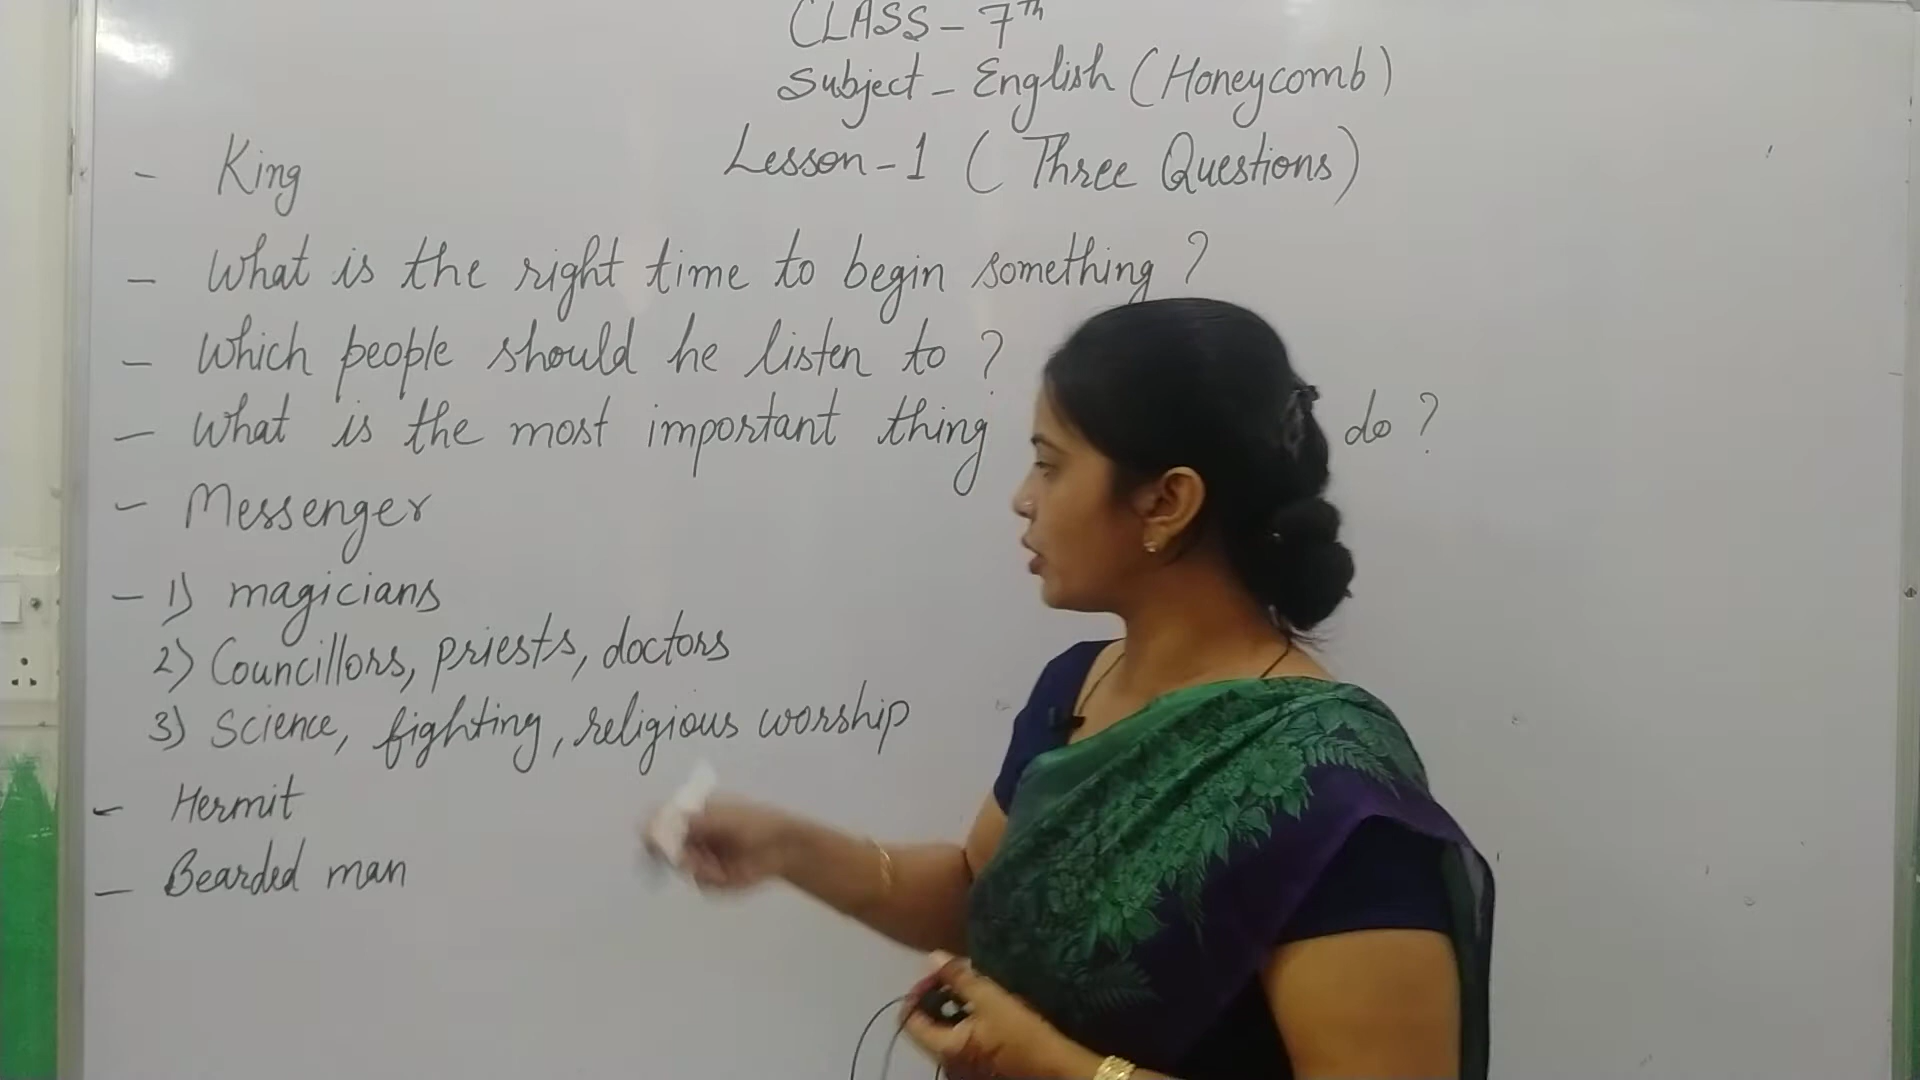 CLASS - 7th
Subject - English (Honeycomb)
Lesson - 1 (Three Questions)
- King
- What is the right time to begin something ?
- Which people should he listen to ?
- What is the most important thing do ?
- Messenger
- 1) magicians
2) Councillors, priests, doctors
3) Science, fighting, religious worship
- Hermit
- Bearded man